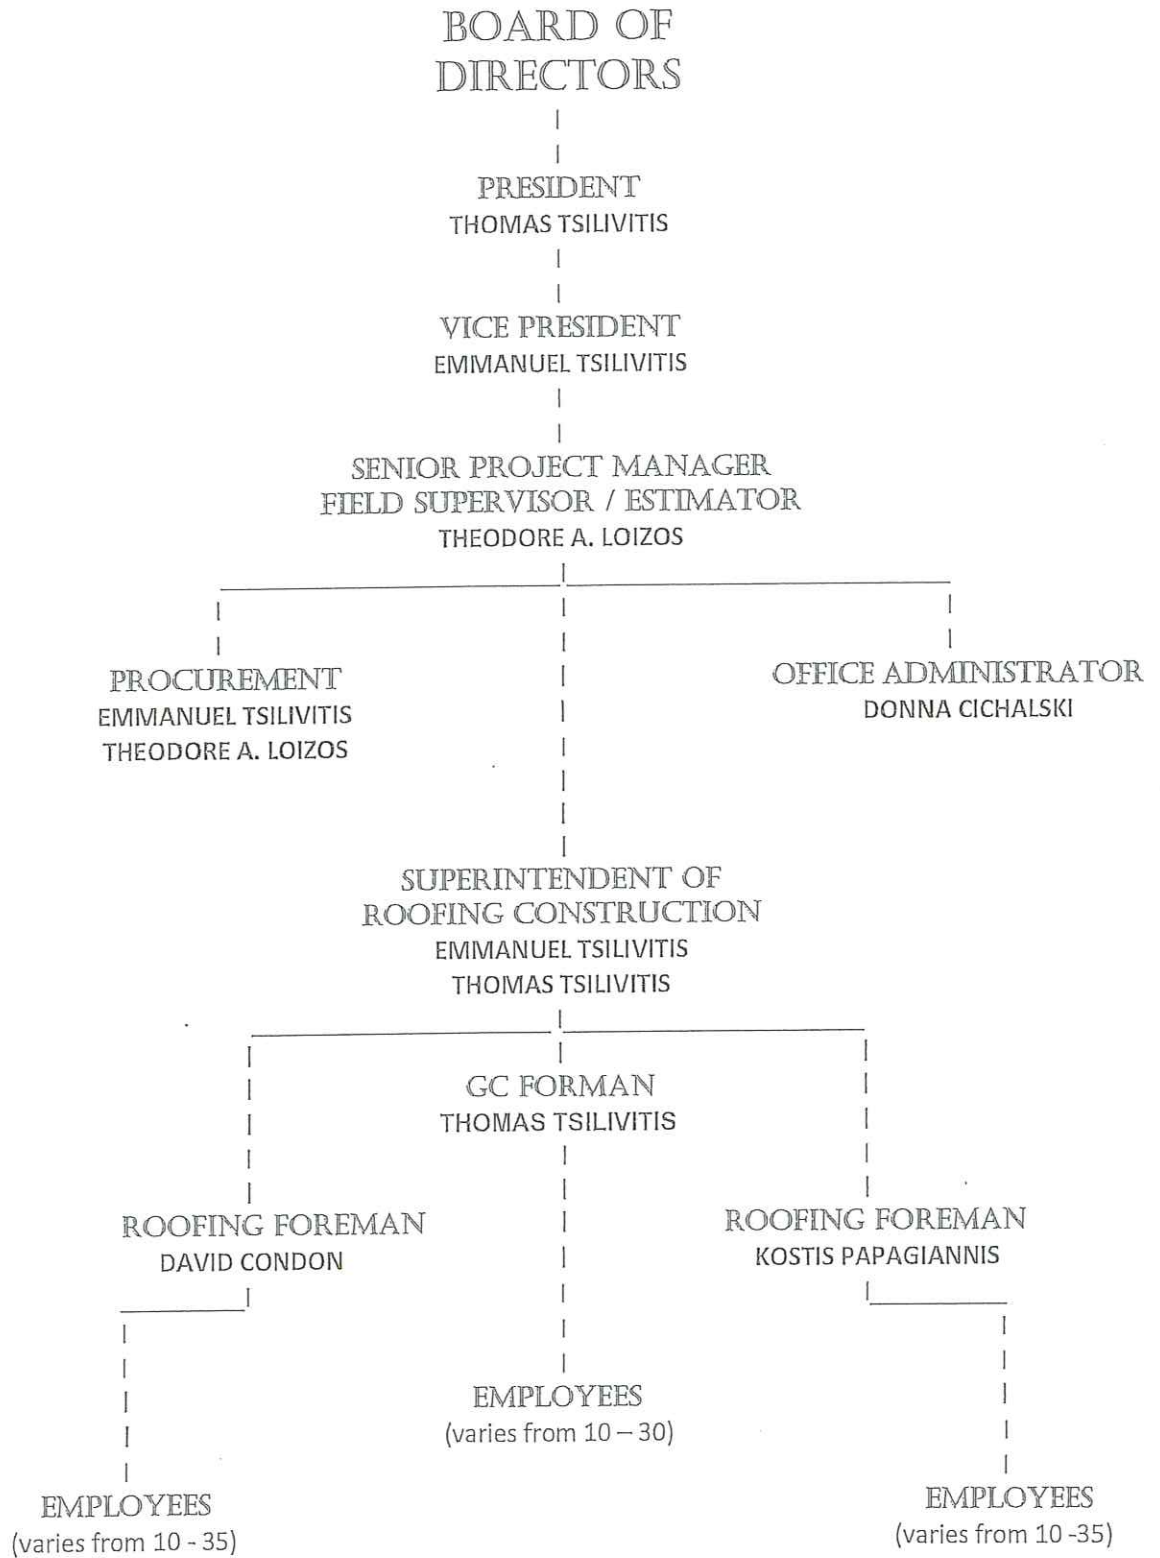 BOARD OF
DIRECTORS
PRESIDENT
THOMAS TSILIVITIS
VICE PRESIDENT
EMMANUEL TSILIVITIS
SENIOR PROJECT MANAGER
FIELD SUPERVISOR / ESTIMATOR
THEODORE A. LOIZOS
PROCUREMENT
EMMANUEL TSILIVITIS
THEODORE A. LOIZOS
OFFICE ADMINISTRATOR
DONNA CICHALSKI
SUPERINTENDENT OF
ROOFING CONSTRUCTION
EMMANUEL TSILIVITIS
THOMAS TSILIVITIS
GC FORMAN
THOMAS TSILIVITIS
ROOFING FOREMAN
DAVID CONDON
ROOFING FOREMAN
KOSTIS PAPAGIANNIS
EMPLOYEES
(varies from 10 – 30)
EMPLOYEES
(varies from 10 - 35)
EMPLOYEES
(varies from 10 -35)